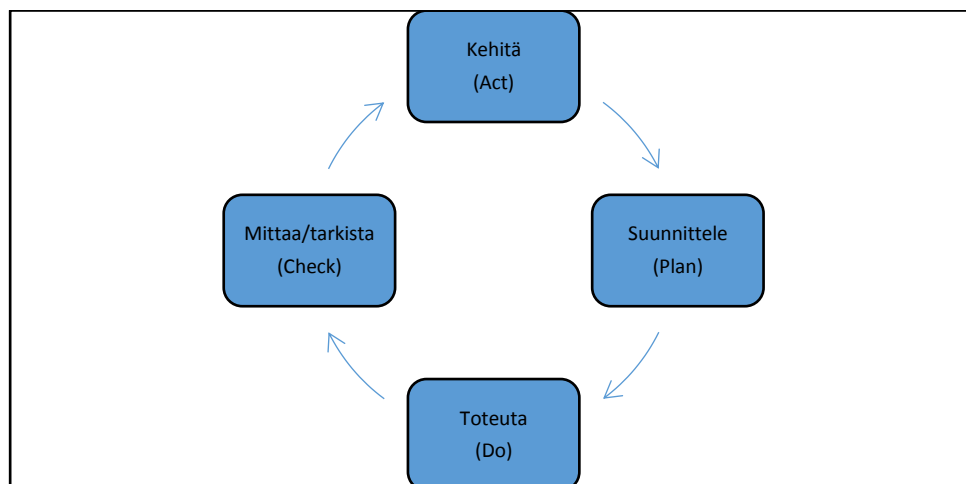 Kehitä
(Act)
Mittaa/tarkista
(Check)
Suunnittele
(Plan)
Toteuta
(Do)